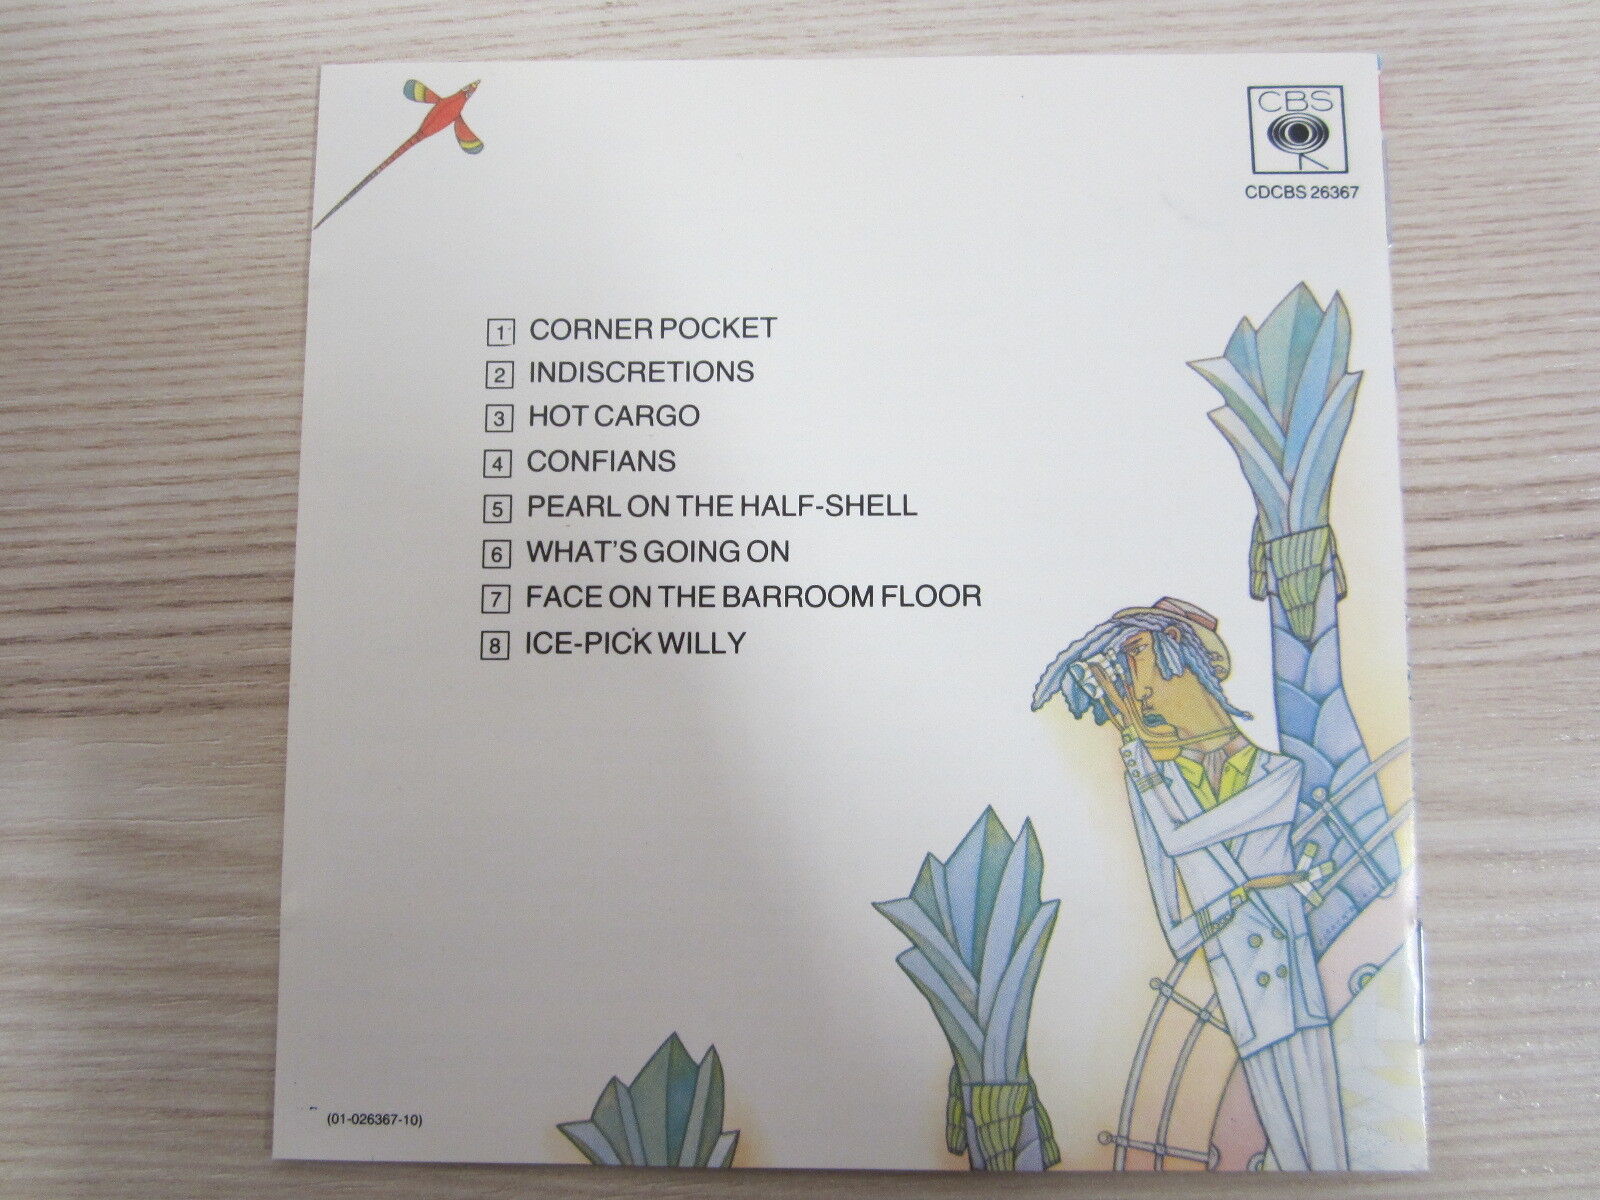 CBS
CDCBS 26367
1 CORNER POCKET
2 INDISCRETIONS
3 HOT CARGO
4 CONFIANS
5 PEARL ON THE HALF-SHELL
6 WHAT'S GOING ON
7 FACE ON THE BARROOM FLOOR
8 ICE-PICK WILLY
(01-026367-10)